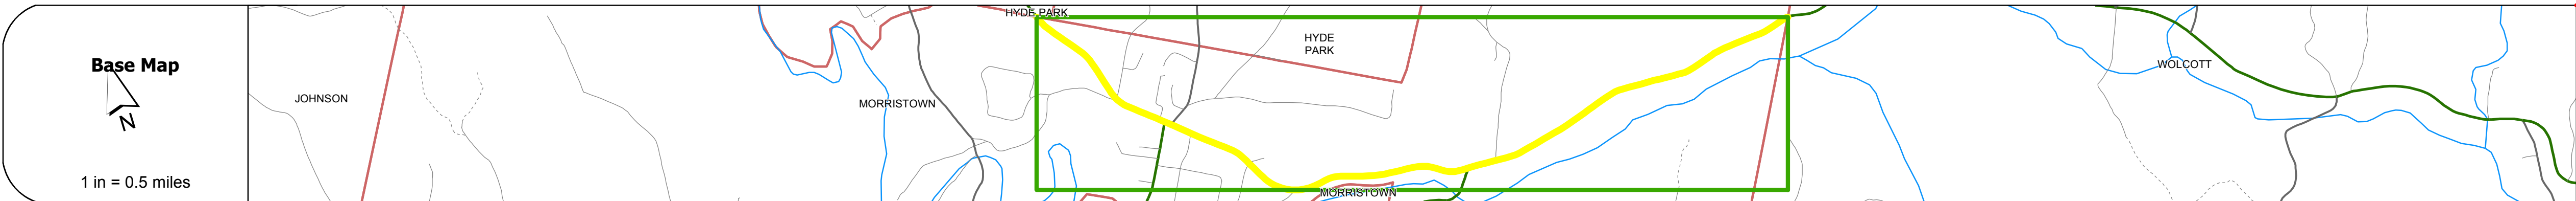 Base Map
N
1 in = 0.5 miles
JOHNSON
MORRISTOWN
HYDE PARK
HYDE
PARK
MORRISTOWN
WOLCOTT